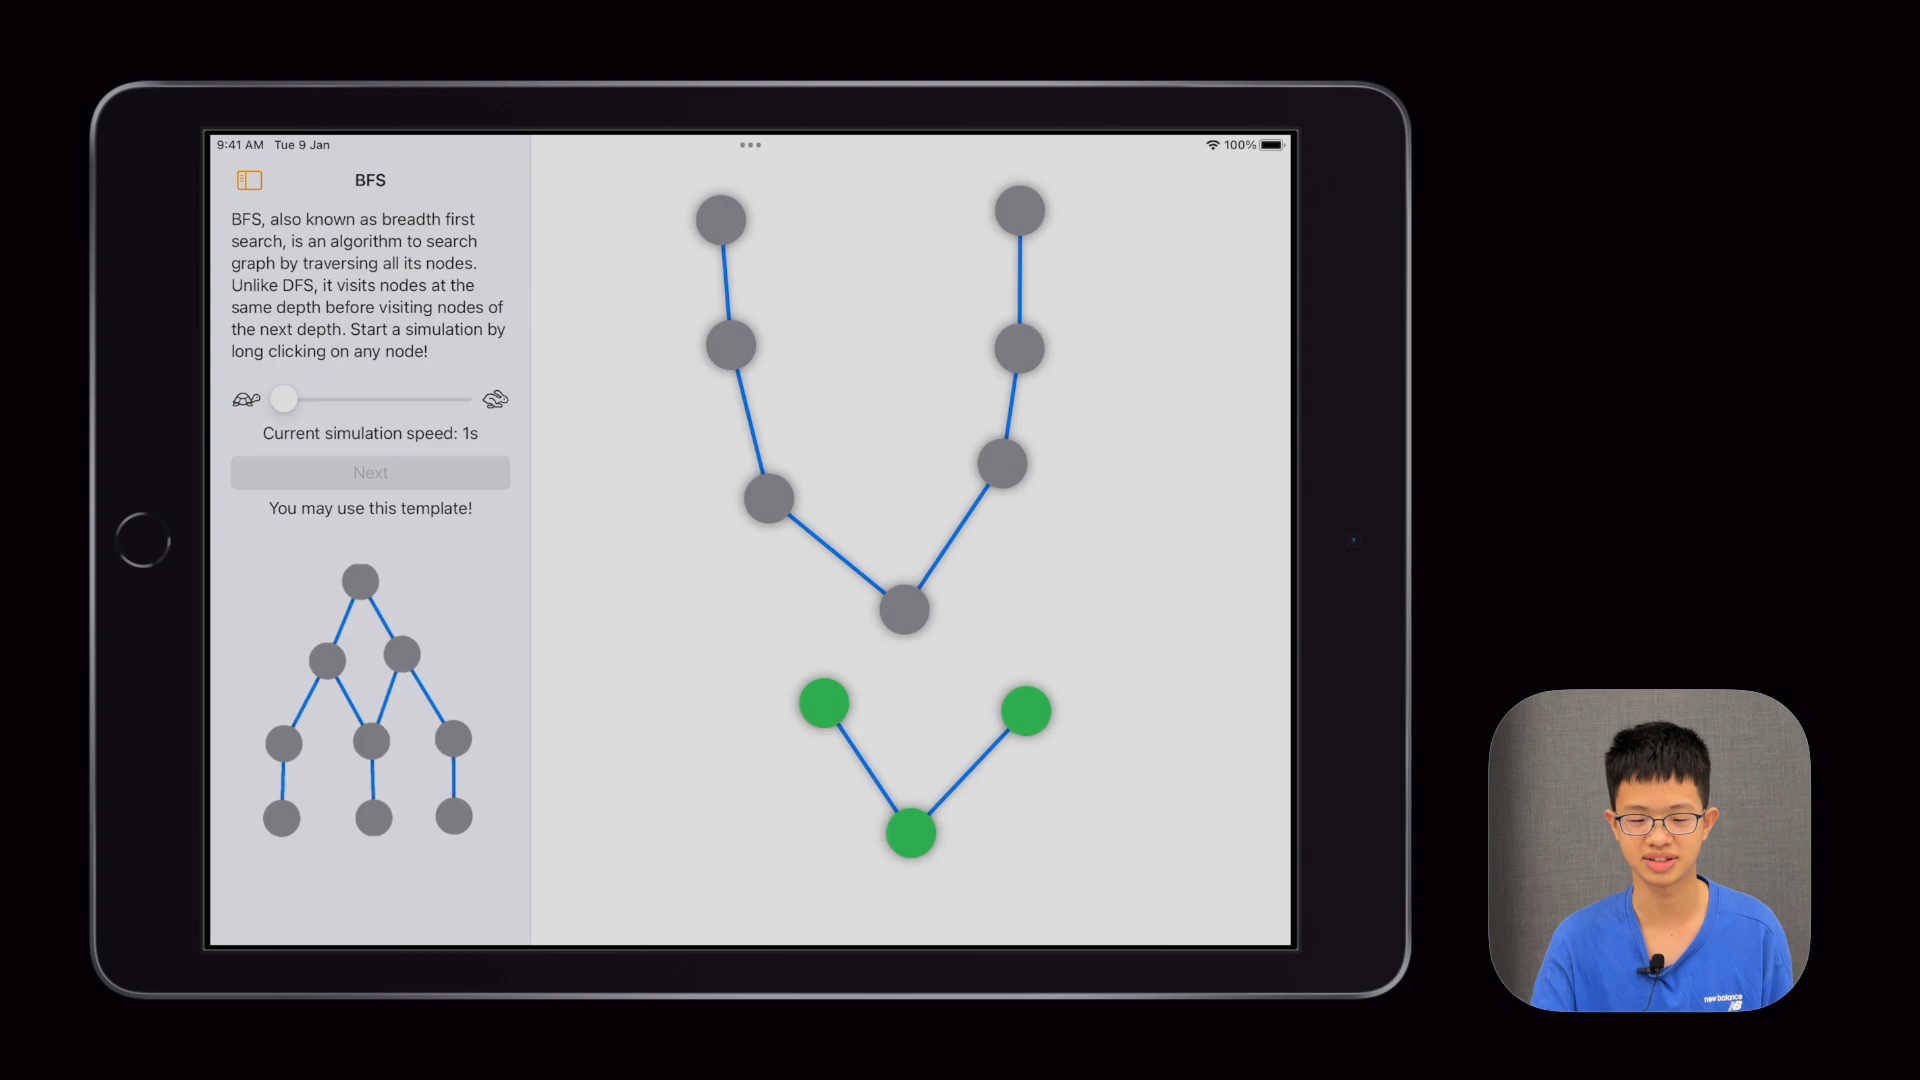 9:41 AM Tue 9 Jan
100%
BFS
BFS, also known as breadth first
search, is an algorithm to search
graph by traversing all its nodes.
Unlike DFS, it visits nodes at the
same depth before visiting nodes of
the next depth. Start a simulation by
long clicking on any node!
Current simulation speed: 1s
Next
You may use this template!
new balance
NB